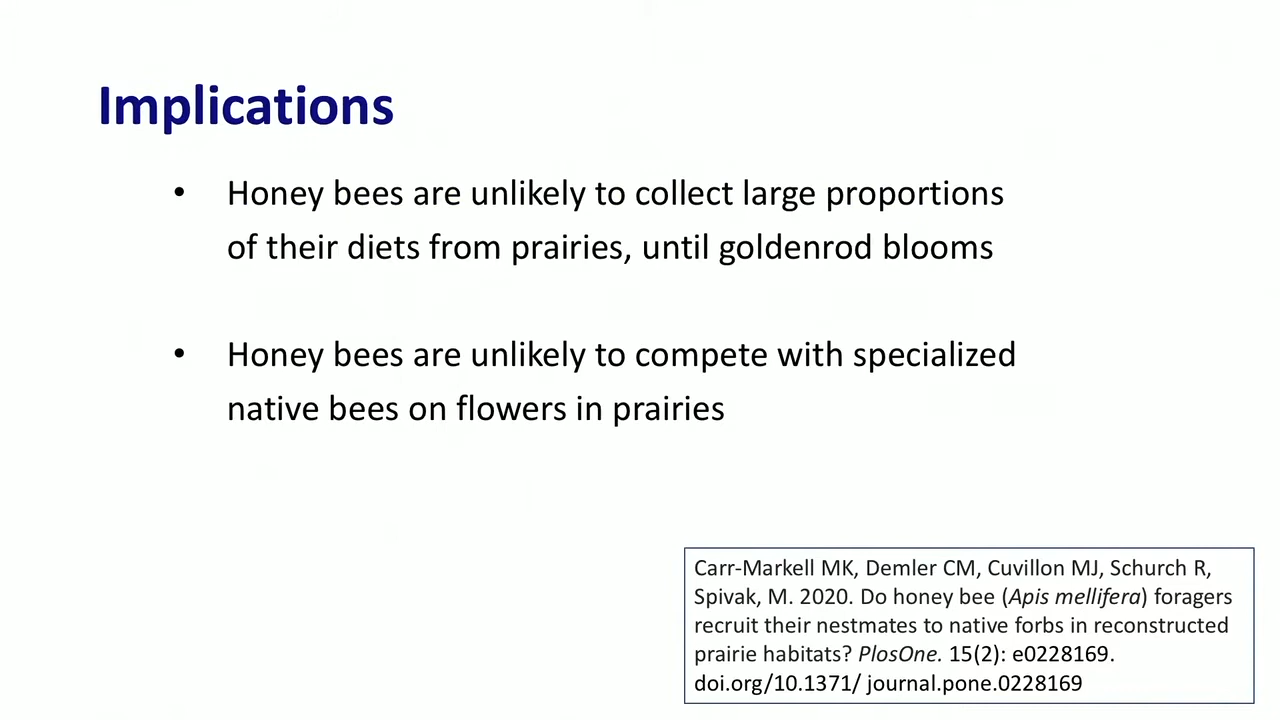 Implications
• Honey bees are unlikely to collect large proportions
of their diets from prairies, until goldenrod blooms
• Honey bees are unlikely to compete with specialized
native bees on flowers in prairies
Carr-Markell MK, Demler CM, Cuvillon MJ, Schurch R,
Spivak, M. 2020. Do honey bee (Apis mellifera) foragers
recruit their nestmates to native forbs in reconstructed
prairie habitats? PlosOne. 15(2): e0228169.
doi.org/10.1371/ journal.pone.0228169